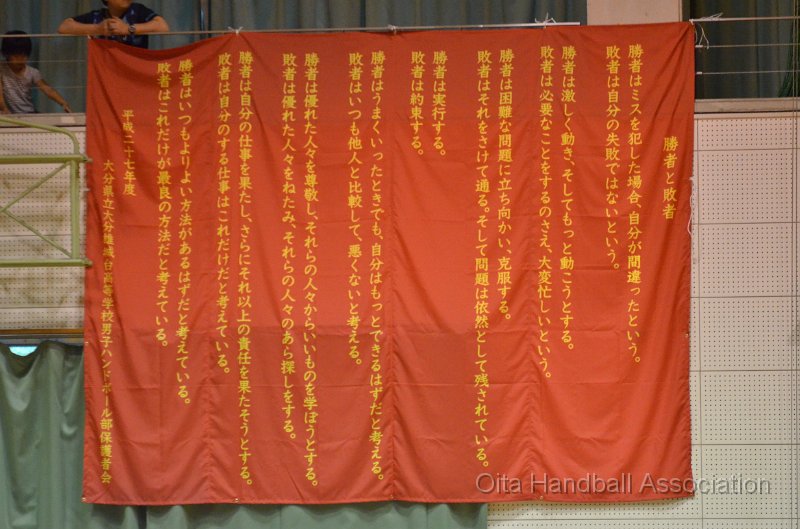 勝者と敗者
勝者はミスを犯した場合、自分が間違ったという。
敗者は自分の失敗ではないという。
勝者は激しく動き、そしてもっと動こうとする。
敗者は必要なことをするのさえ、大変忙しいという。
勝者は困難な問題に立ち向かい、克服する。
敗者はそれをさけて通る。そして問題は依然として残されている。
勝者は実行する。
敗者は約束する。
勝者はうまくいったときでも、自分はもっとできるはずだと考える。
敗者はいつも他人と比較して、悪くないと考える。
勝者は優れた人々を尊敬し、それらの人々からいいものを学ぼうとする。
敗者は優れた人々をねたみ、それらの人々のあら探しをする。
勝者は自分の仕事を果たし、さらにそれ以上の責任を果たそうとする。
敗者は自分のする仕事はこれだけだと考えている。
勝者はいつもよりよい方法があるはずだと考えている。
敗者はこれだけが最良の方法だと考えている。
平成二十七年度
大分県立大分雄城台高等学校男子ハンドボール部保護者会
Oita Handball Association